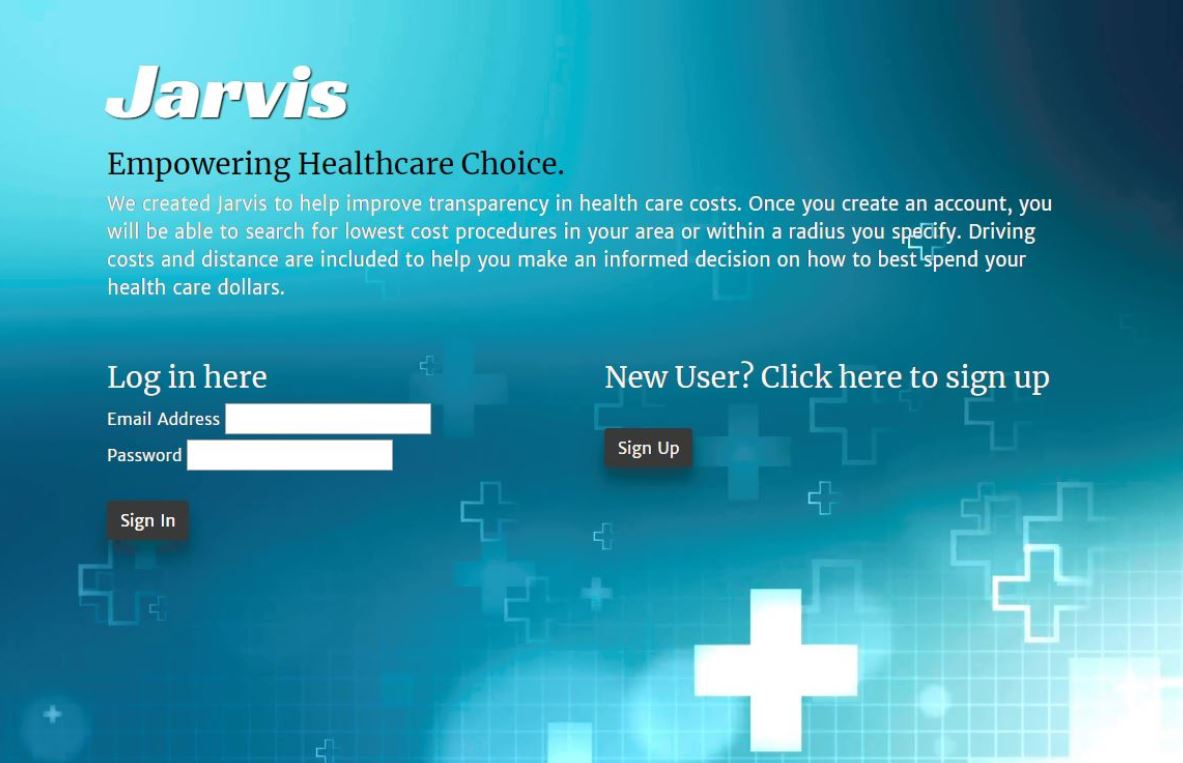 Jarvis
Empowering Healthcare Choice.
We created Jarvis to help improve transparency in health care costs. Once you create an account, you
will be able to search for lowest cost procedures in your area or within a radius you specify. Driving
costs and distance are included to help you make an informed decision on how to best spend your
health care dollars.
Log in here
New User? Click here to sign up
Email Address
Password
Sign Up
Sign In